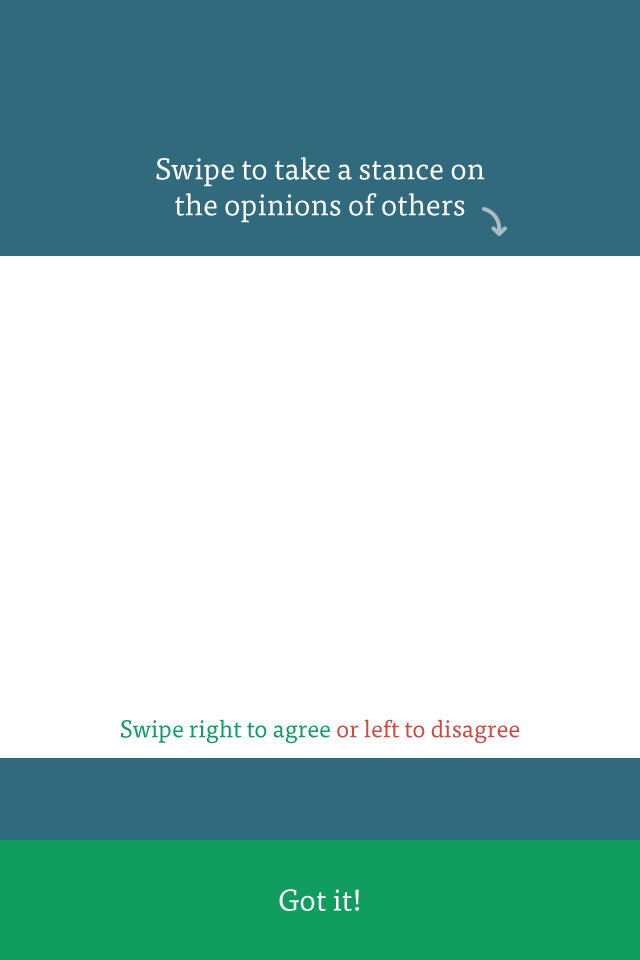 Swipe to take a stance on
the opinions of others
Swipe right to agree or left to disagree
Got it!